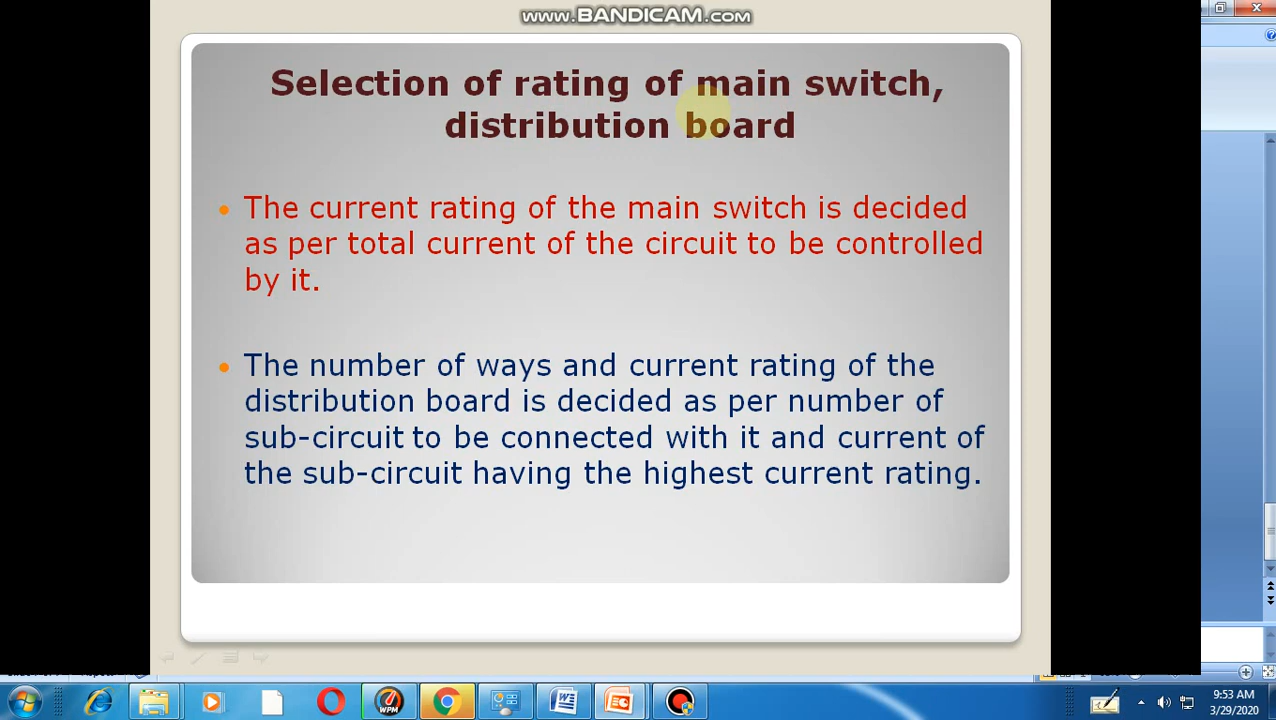 www.BANDICAM.com
Selection of rating of main switch,
distribution board
The current rating of the main switch is decided
as per total current of the circuit to be controlled
by it.
The number of ways and current rating of the
distribution board is decided as per number of
sub-circuit to be connected with it and current of
the sub-circuit having the highest current rating.
WPM
9:53 AM
3/29/2020